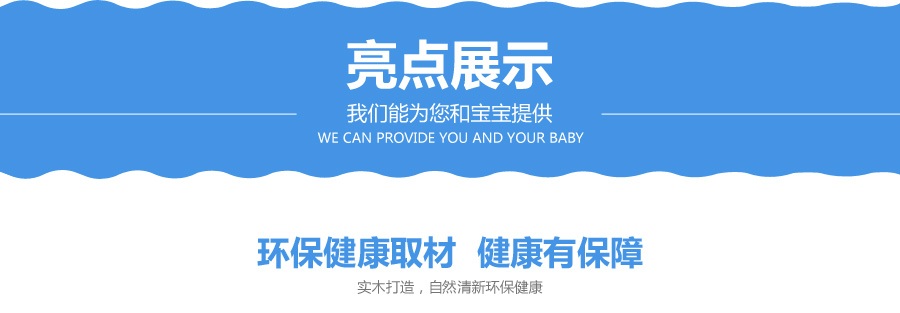 亮点展示
我们能为您和宝宝提供
WE CAN PROVIDE YOU AND YOUR BABY
环保健康取材 健康有保障
实木打造，自然清新环保健康